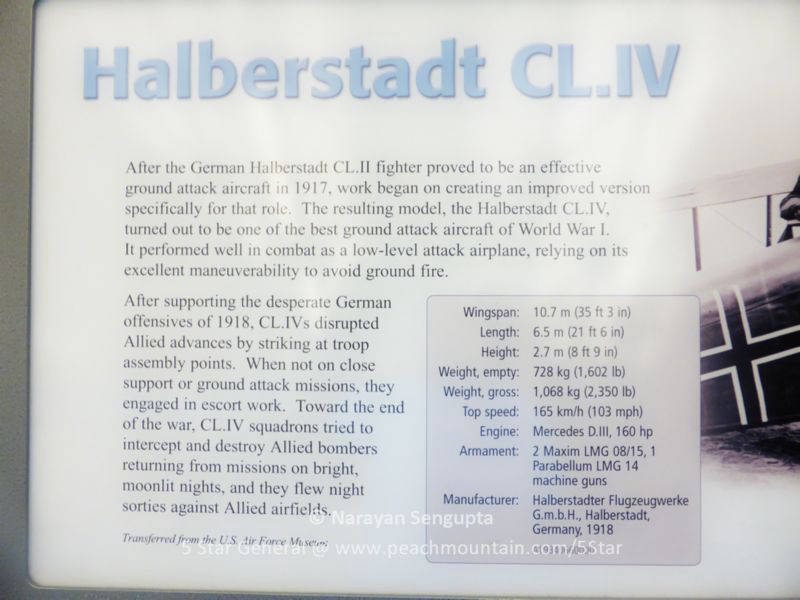 Halberstadt CL.IV
After the German Halberstadt CL.II fighter proved to be an effective
ground attack aircraft in 1917, work began on creating an improved version
specifically for that role. The resulting model, the Halberstadt CL.IV,
turned out to be one of the best ground attack aircraft of World War I.
It performed well in combat as a low-level attack airplane, relying on its
excellent maneuverability to avoid ground fire.
After supporting the desperate German
offensives of 1918, CL.IVs disrupted
Allied advances by striking at troop
assembly points. When not on close
support or ground attack missions, they
engaged in escort work. Toward the end
of the war, CL.IV squadrons tried to
intercept and destroy Allied bombers
returning from missions on bright,
moonlit nights, and they flew night
sorties against Allied airfields.
Transferred from the U.S. Air Force Museum
Wingspan: 10.7 m (35 ft 3 in)
Length: 6.5 m (21 ft 6 in)
Height: 2.7 m (8 ft 9 in)
Weight, empty: 728 kg (1,602 lb)
Weight, gross: 1,068 kg (2,350 lb)
Top speed: 165 km/h (103 mph)
Engine: Mercedes D.III, 160 hp
Armament: 2 Maxim LMG 08/15, 1
Parabellum LMG 14
machine guns
Manufacturer: Halberstadter Flugzeugwerke
G.m.b.H., Halberstadt,
Germany, 1918
© Narayan Sengupta
5 Star General @ www.peachmountain.com/5Star